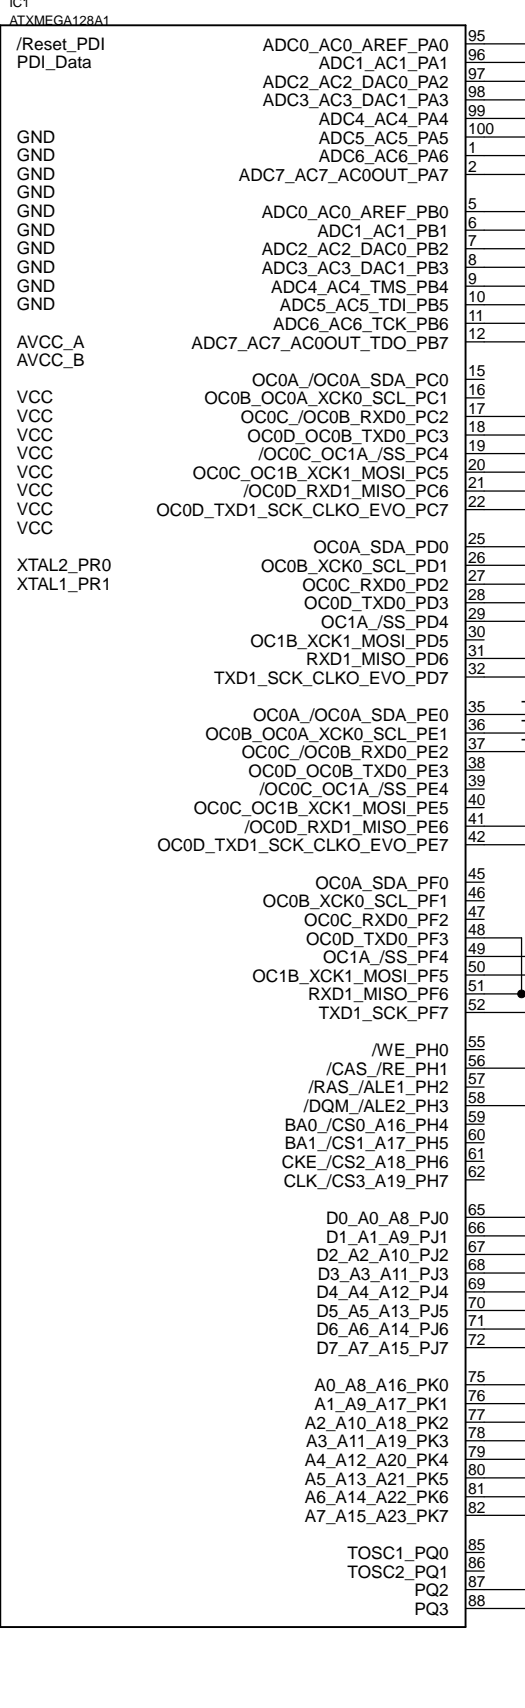 IC1
ATXMEGA128A1
/Reset_PDI ADC0_AC0_AREF_PA0 95
PDI_Data ADC1_AC1_PA1 96
ADC2_AC2_DAC0_PA2 97
ADC3_AC3_DAC1_PA3 98
ADC4_AC4_PA4 99
GND ADC5_AC5_PA5 100
GND ADC6_AC6_PA6 1
GND ADC7_AC7_AC0OUT_PA7 2
GND
GND ADC0_AC0_AREF_PB0 5
GND ADC1_AC1_PB1 6
GND ADC2_AC2_DAC0_PB2 7
GND ADC3_AC3_DAC1_PB3 8
GND ADC4_AC4_TMS_PB4 9
GND ADC5_AC5_TDI_PB5 10
ADC6_AC6_TCK_PB6 11
AVCC_A ADC7_AC7_AC0OUT_TDO_PB7 12
AVCC_B
OC0A_/OC0A_SDA_PC0 15
VCC OC0B_OC0A_XCK0_SCL_PC1 16
VCC OC0C_/OC0B_RXD0_PC2 17
VCC OC0D_OC0B_TXD0_PC3 18
VCC /OC0C_OC1A_/SS_PC4 19
VCC OC0C_OC1B_XCK1_MOSI_PC5 20
VCC /OC0D_RXD1_MISO_PC6 21
VCC OC0D_TXD1_SCK_CLKO_EVO_PC7 22
VCC
OC0A_SDA_PD0 25
XTAL2_PR0 OC0B_XCK0_SCL_PD1 26
XTAL1_PR1 OC0C_RXD0_PD2 27
OC0D_TXD0_PD3 28
OC1A_/SS_PD4 29
OC1B_XCK1_MOSI_PD5 30
RXD1_MISO_PD6 31
TXD1_SCK_CLKO_EVO_PD7 32
OC0A_/OC0A_SDA_PE0 35
OC0B_OC0A_XCK0_SCL_PE1 36
OC0C_/OC0B_RXD0_PE2 37
OC0D_OC0B_TXD0_PE3 38
/OC0C_OC1A_/SS_PE4 39
OC0C_OC1B_XCK1_MOSI_PE5 40
/OC0D_RXD1_MISO_PE6 41
OC0D_TXD1_SCK_CLKO_EVO_PE7 42
OC0A_SDA_PF0 45
OC0B_XCK0_SCL_PF1 46
OC0C_RXD0_PF2 47
OC0D_TXD0_PF3 48
OC1A_/SS_PF4 49
OC1B_XCK1_MOSI_PF5 50
RXD1_MISO_PF6 51
TXD1_SCK_PF7 52
/WE_PH0 55
/CAS_/RE_PH1 56
/RAS_/ALE1_PH2 57
/DQM_/ALE2_PH3 58
BA0_/CS0_A16_PH4 59
BA1_/CS1_A17_PH5 60
CKE_/CS2_A18_PH6 61
CLK_/CS3_A19_PH7 62
D0_A0_A8_PJ0 65
D1_A1_A9_PJ1 66
D2_A2_A10_PJ2 67
D3_A3_A11_PJ3 68
D4_A4_A12_PJ4 69
D5_A5_A13_PJ5 70
D6_A6_A14_PJ6 71
D7_A7_A15_PJ7 72
A0_A8_A16_PK0 75
A1_A9_A17_PK1 76
A2_A10_A18_PK2 77
A3_A11_A19_PK3 78
A4_A12_A20_PK4 79
A5_A13_A21_PK5 80
A6_A14_A22_PK6 81
A7_A15_A23_PK7 82
TOSC1_PQ0 85
TOSC2_PQ1 86
PQ2 87
PQ3 88